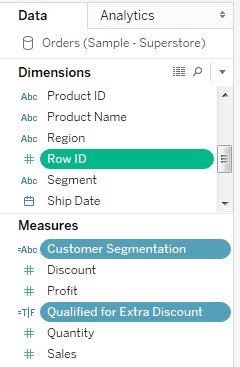 Data Analytics
Orders (Sample - Superstore)
Dimensions
Abc Product ID
Abc Product Name
Abc Region
# Row ID
Abc Segment
Ship Date
Measures
=Abc Customer Segmentation
# Discount
# Profit
=T|F Qualified for Extra Discount
# Quantity
# Sales